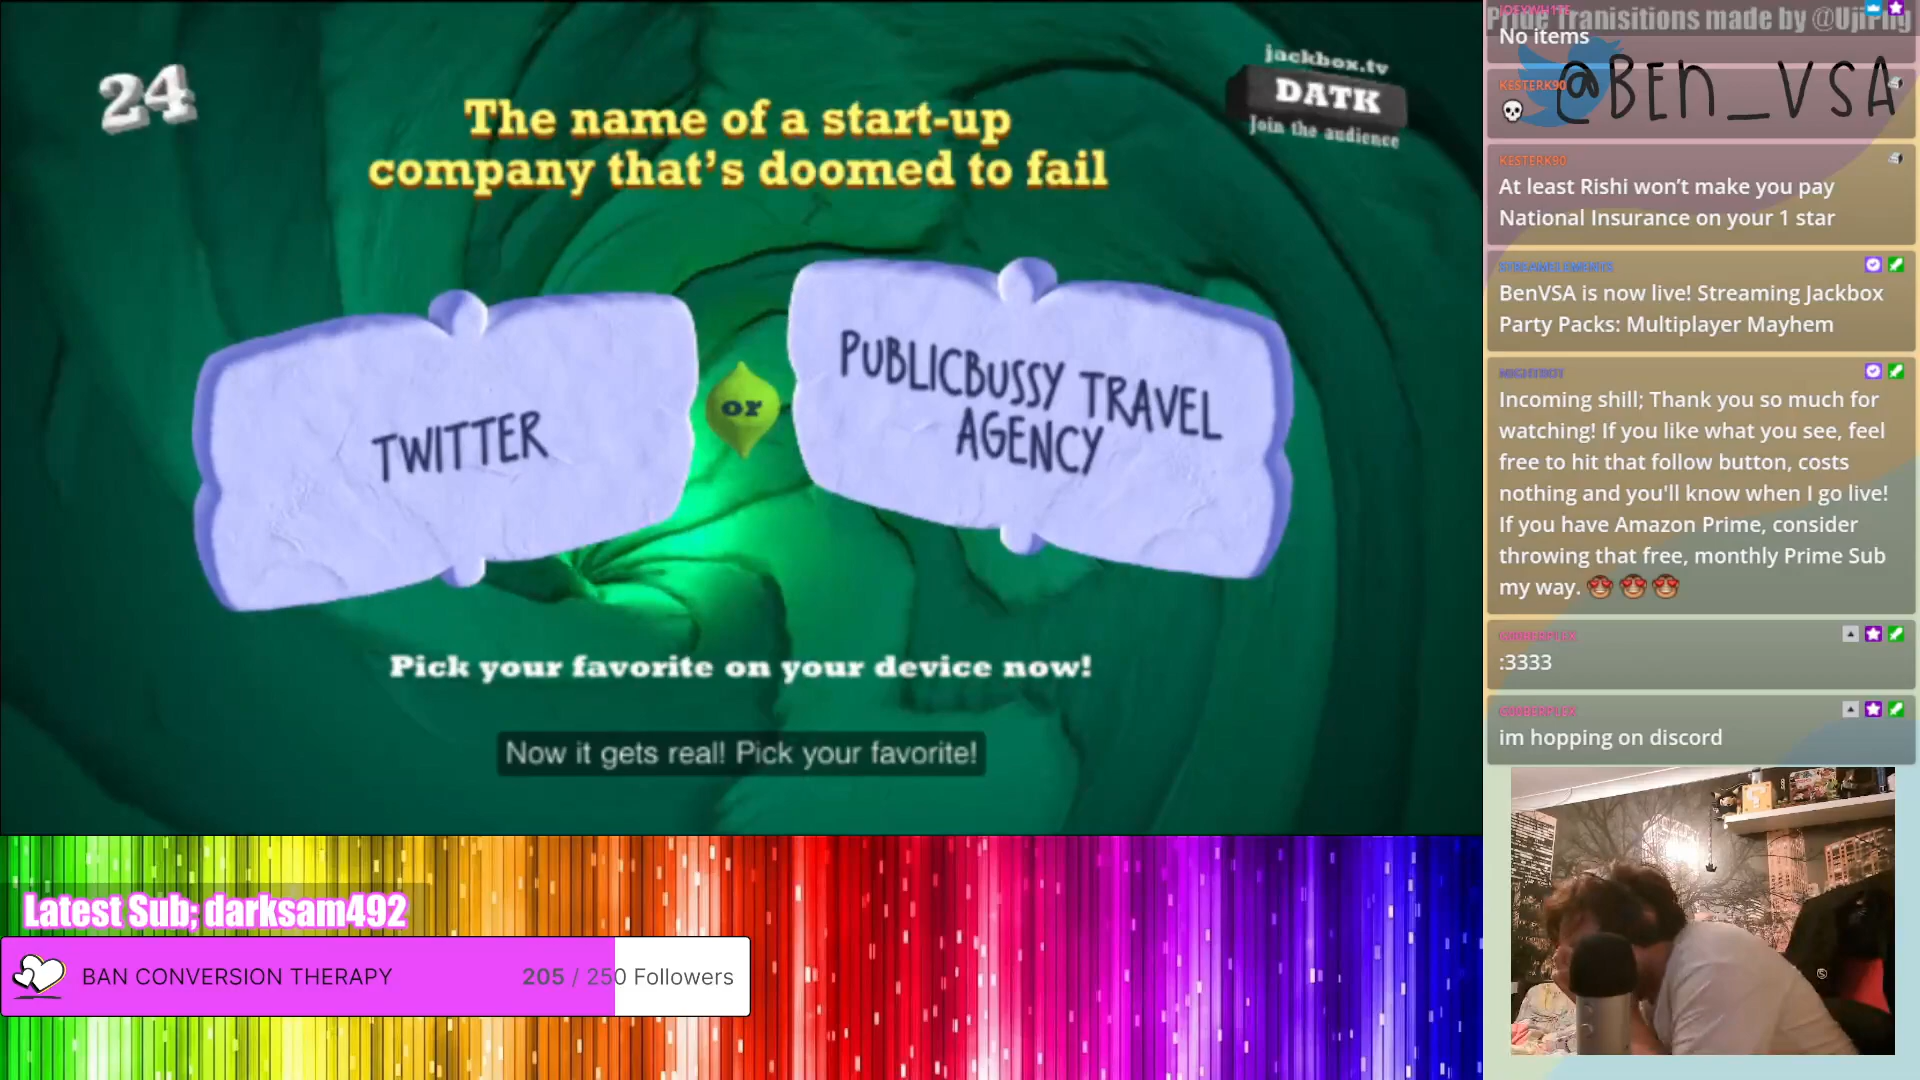 24
The name of a start-up
company that's doomed to fail
jackbox.tv
DATK
Join the audience
TWITTER
or
PUBLICBUSSY TRAVEL
AGENCY
Pick your favorite on your device now!
Now it gets real! Pick your favorite!
Latest Sub; darksam492
BAN CONVERSION THERAPY
205 / 250 Followers
made by @UjiPhg
@BEN_VSA
JOEYWH1TE
No items
KESTERK90
KESTERK90
At least Rishi won't make you pay
National Insurance on your 1 star
STREAMELEMENTS
BenVSA is now live! Streaming Jackbox
Party Packs: Multiplayer Mayhem
NIGHTBOT
Incoming shill; Thank you so much for
watching! If you like what you see, feel
free to hit that follow button, costs
nothing and you'll know when I go live!
If you have Amazon Prime, consider
throwing that free, monthly Prime Sub
my way.
:3333
im hopping on discord